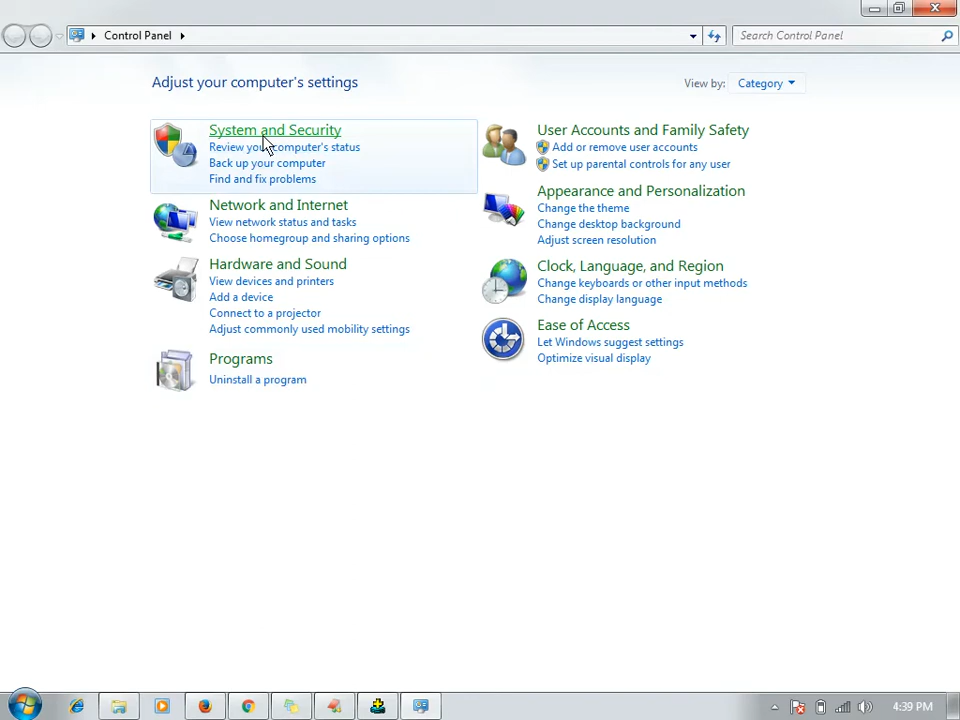 Control Panel
Search Control Panel
Adjust your computer's settings
View by: Category
System and Security
Review your computer's status
Back up your computer
Find and fix problems
Network and Internet
View network status and tasks
Choose homegroup and sharing options
Hardware and Sound
View devices and printers
Add a device
Connect to a projector
Adjust commonly used mobility settings
Programs
Uninstall a program
User Accounts and Family Safety
Add or remove user accounts
Set up parental controls for any user
Appearance and Personalization
Change the theme
Change desktop background
Adjust screen resolution
Clock, Language, and Region
Change keyboards or other input methods
Change display language
Ease of Access
Let Windows suggest settings
Optimize visual display
4:39 PM